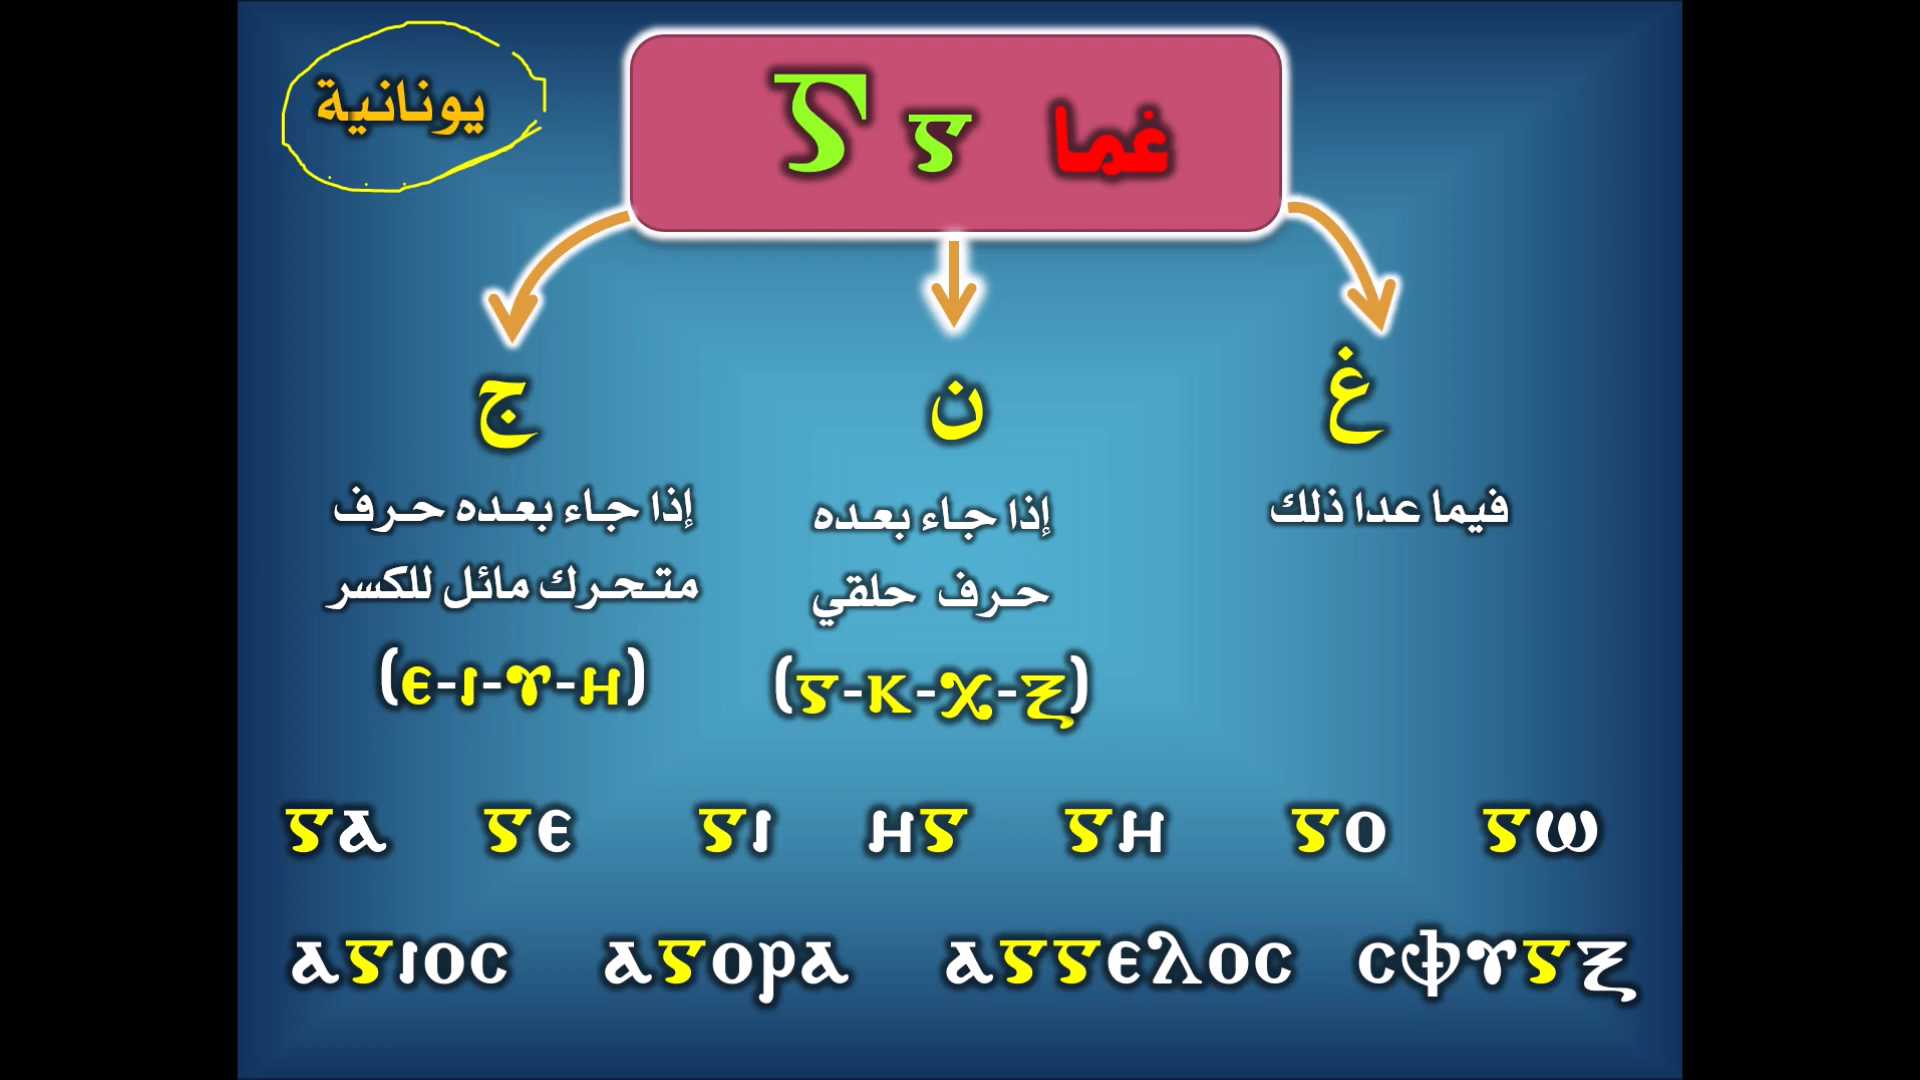 يونانية
Ⲅ ⲅ غما
غ ن ج
فيما عدا ذلك
إذا جاء بعده
حرف حلقي
(ⲅ-ⲕ-ⲭ-ⲝ)
إذا جاء بعده حرف
متحرك مائل للكسر
(ⲉ-ⲓ-ⲩ-ⲏ)
ⲅⲁ ⲅⲉ ⲅⲓ ⲏⲅ ⲅⲏ ⲅⲟ ⲅⲱ
ⲁⲅⲓⲟⲥ ⲁⲅⲟⲣⲁ ⲁⲅⲅⲉⲗⲟⲥ ⲥⲫⲩⲅⲝ